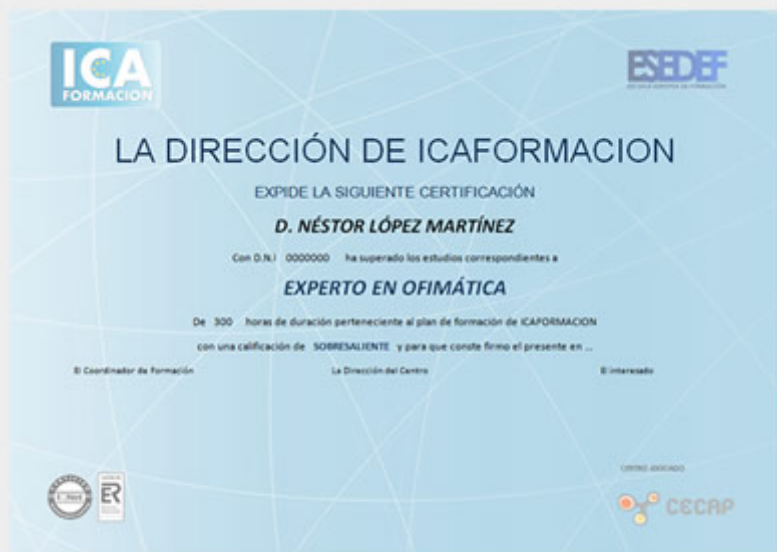 ICA
FORMACION
ESEDEF
LA DIRECCIÓN DE ICAFORMACION
EXPIDE LA SIGUIENTE CERTIFICACIÓN
D. NÉSTOR LÓPEZ MARTÍNEZ
Con D.N.I 0000000 ha superado los estudios correspondientes a
EXPERTO EN OFIMÁTICA
De 300 horas de duración perteneciente al plan de formación de ICAFORMACION
con una calificación de SOBRESALIENTE y para que conste firmo el presente en ...
El Coordinador de Formación La Dirección del Centro El interesado
ER
CENTRO ASOCIADO
CECAP